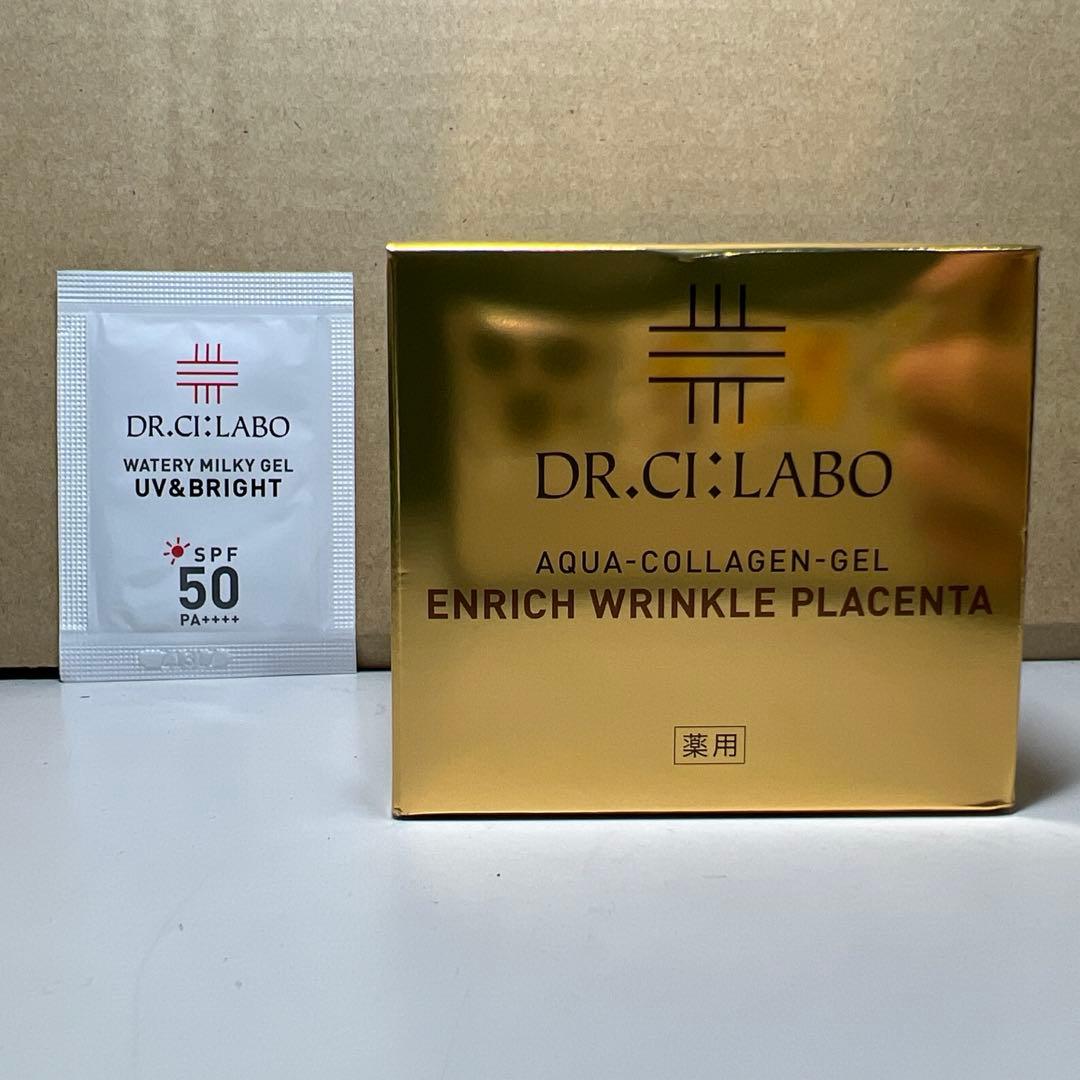 DR.CI:LABO
WATERY MILKY GEL
UV&BRIGHT
SPF
50
PA++++
DR.CI:LABO
AQUA-COLLAGEN-GEL
ENRICH WRINKLE PLACENTA
薬用